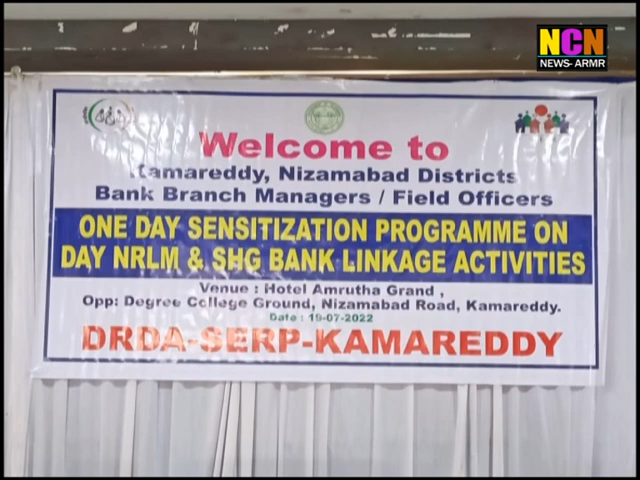 NCN
NEWS- ARMR
Welcome to
Kamareddy, Nizamabad Districts
Bank Branch Managers / Field Officers
ONE DAY SENSITIZATION PROGRAMME ON
DAY NRLM & SHG BANK LINKAGE ACTIVITIES
Venue : Hotel Amrutha Grand ,
Opp: Degree College Ground, Nizamabad Road, Kamareddy.
Date : 19-07-2022
DRDA-SERP-KAMAREDDY